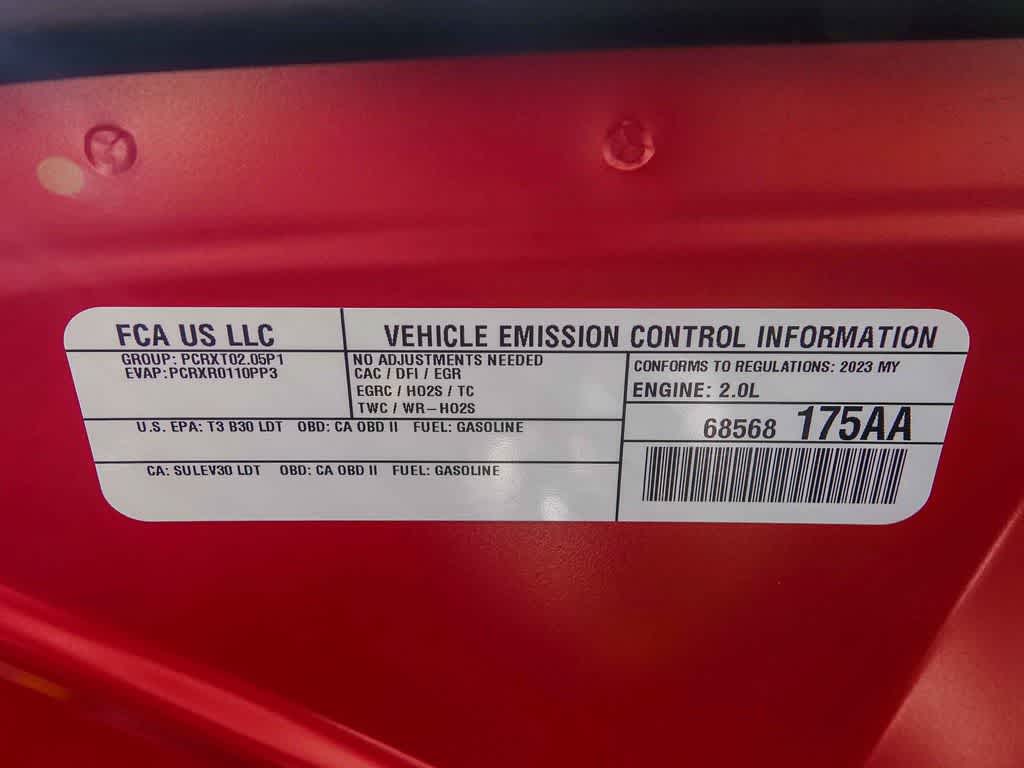 FCA US LLC
VEHICLE EMISSION CONTROL INFORMATION
GROUP: PCRXT02.05P1
EVAP:PCRXR0110PP3
NO ADJUSTMENTS NEEDED
CAC / DFI / EGR
EGRC / HO2S / TC
TWC / WR-HO2S
CONFORMS TO REGULATIONS: 2023 MY
ENGINE: 2.0L
U.S. EPA: T3 B30 LDT OBD: CA OBD II FUEL: GASOLINE
CA: SULEV30 LDT OBD: CA OBD II FUEL: GASOLINE
68568 175AA